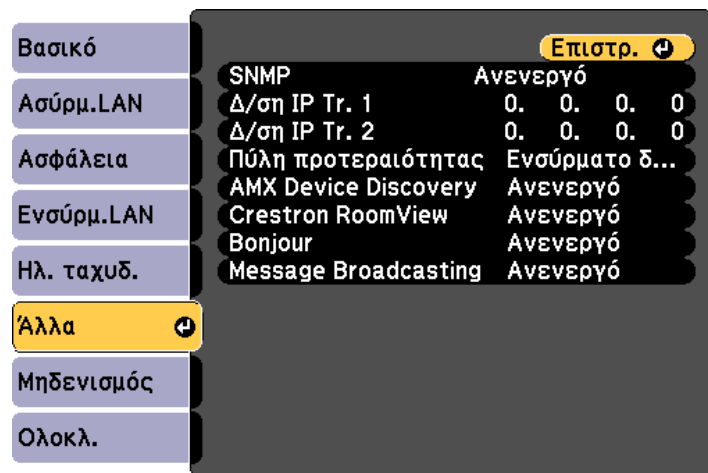 Βασικό
Ασύρμ.LAN
Ασφάλεια
Ενσύρμ.LAN
Ηλ. ταχυδ.
Άλλα
Μηδενισμός
Ολοκλ.
Επιστρ.
SNMP Ανενεργό
Δ/ση IP Tr. 1 0. 0. 0. 0
Δ/ση IP Tr. 2 0. 0. 0. 0
Πύλη προτεραιότητας Ενσύρματο δ...
AMX Device Discovery Ανενεργό
Crestron RoomView Ανενεργό
Bonjour Ανενεργό
Message Broadcasting Ανενεργό